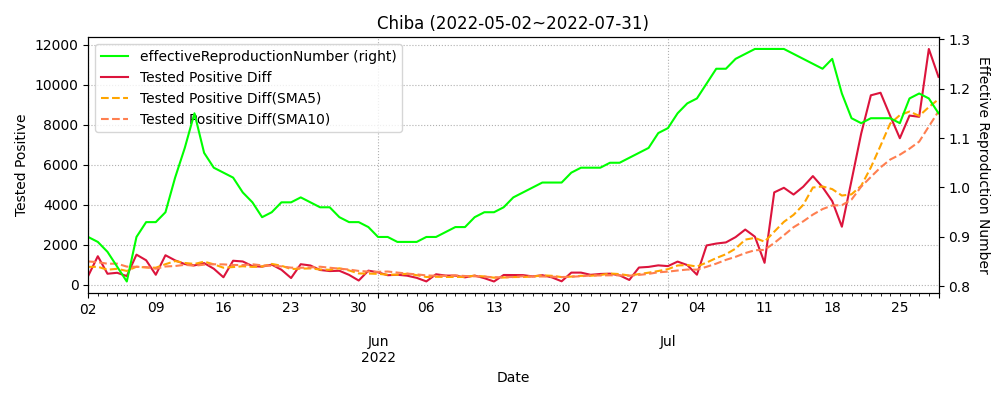 Chiba (2022-05-02~2022-07-31)
effectiveReproductionNumber (right)
Tested Positive Diff
Tested Positive Diff(SMA5)
Tested Positive Diff(SMA10)
12000
10000
8000
6000
4000
2000
0
Tested Positive
1.3
1.2
1.1
1.0
0.9
0.8
Effective Reproduction Number
02 09 16 23 30 06 13 20 27 04 11 18 25
Jun Jul
2022
Date